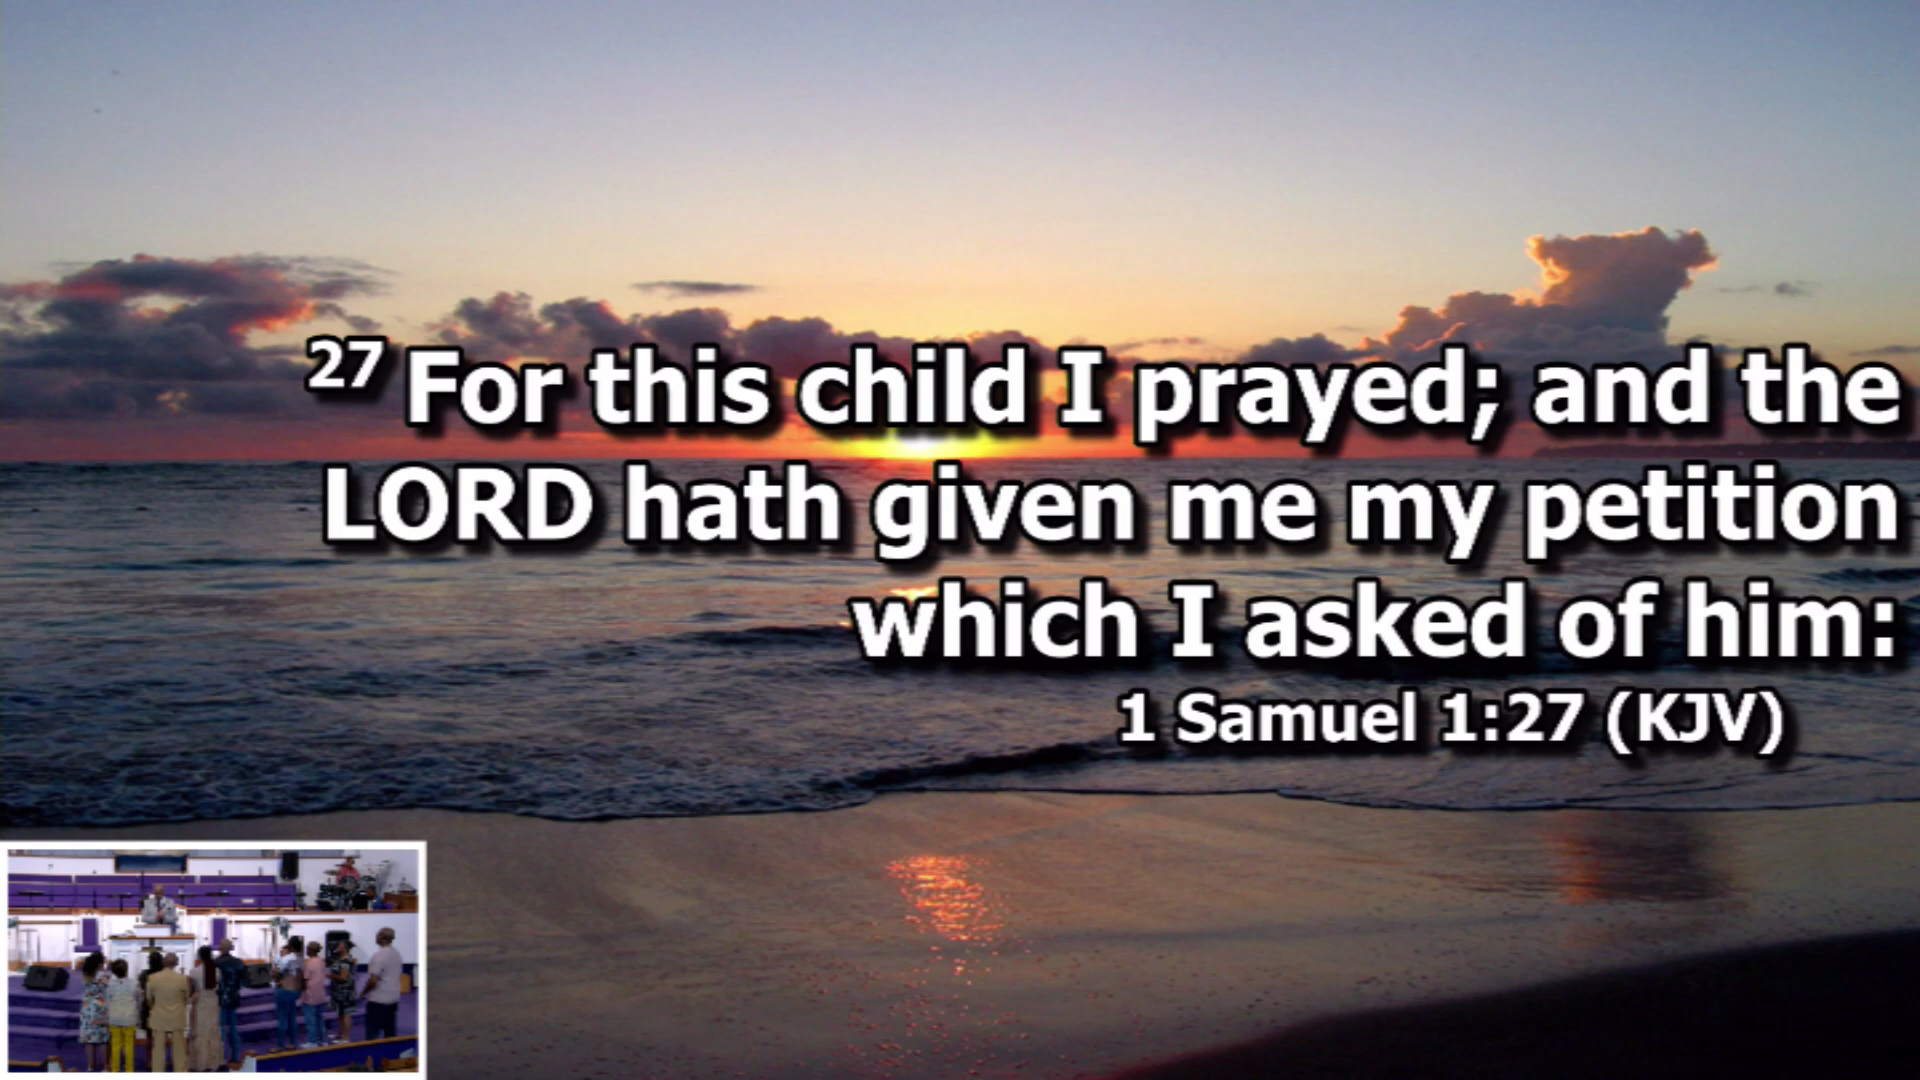 27 For this child I prayed; and the
LORD hath given me my petition
which I asked of him:
1 Samuel 1:27 (KJV)